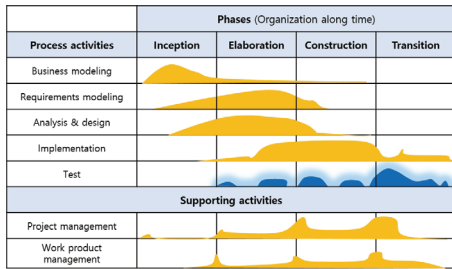 Phases (Organization along time)
Process activities Inception Elaboration Construction Transition
Business modeling
Requirements modeling
Analysis & design
Implementation
Test
Supporting activities
Project management
Work product
management